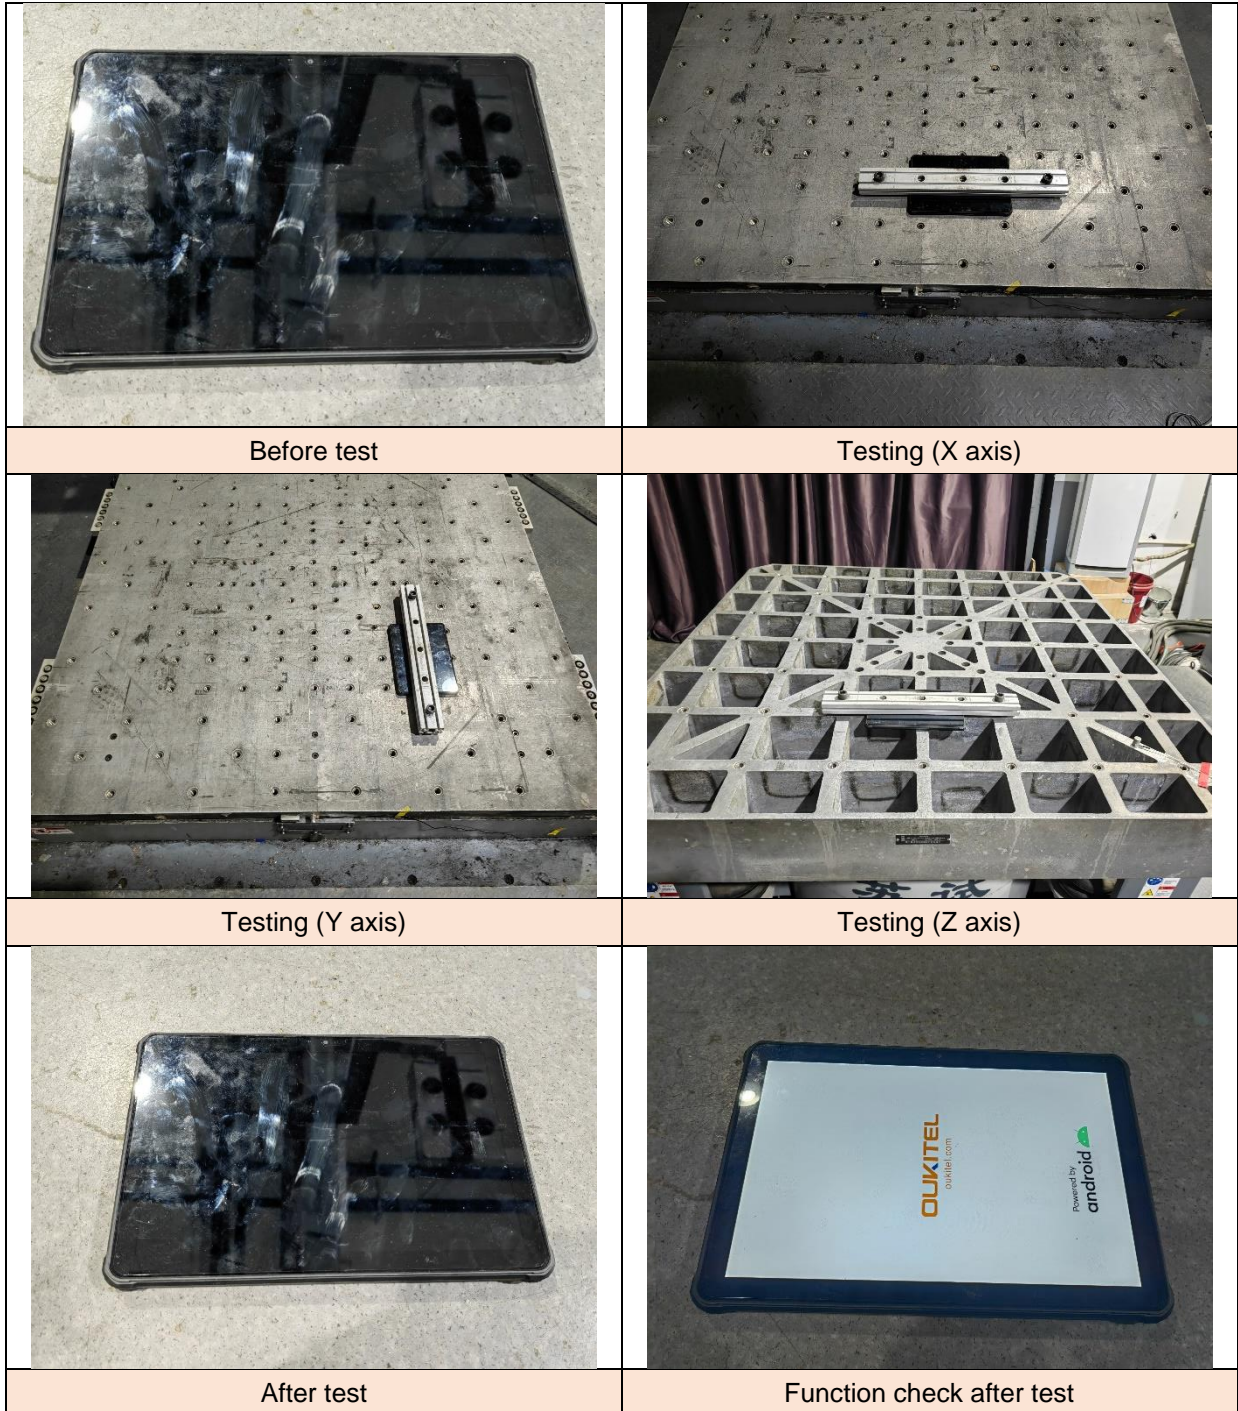 Before test
Testing (X axis)
Testing (Y axis)
Testing (Z axis)
OUKITEL
oukitel.com
Powered by
android
After test
Function check after test